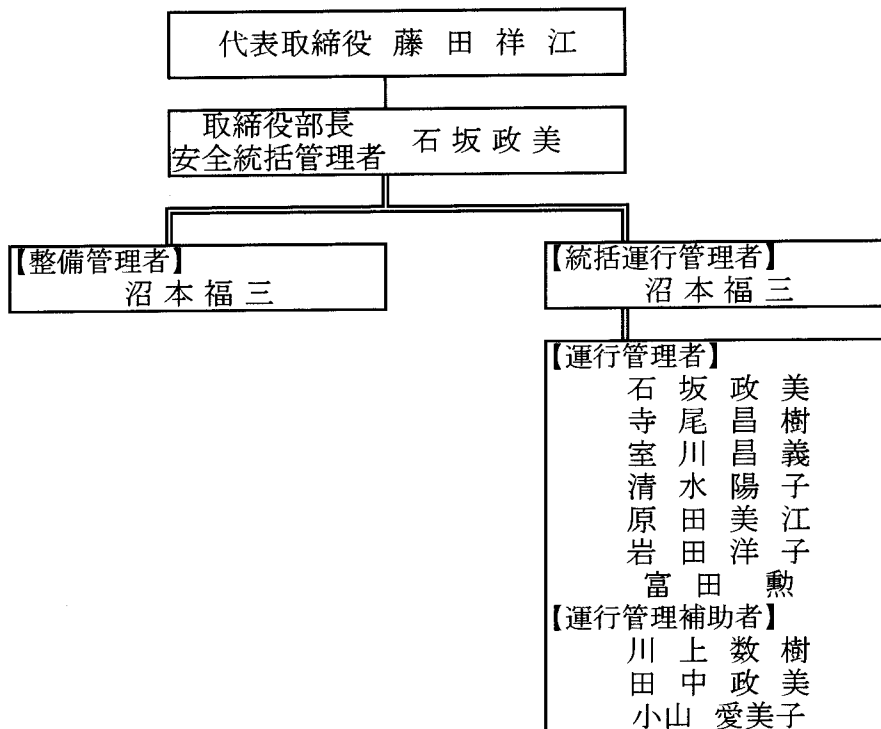 代表取締役 藤田祥江
取締役部長
安全統括管理者 石坂政美
【整備管理者】
沼本福三
【統括運行管理者】
沼本福三
【運行管理者】
石坂政美
寺尾昌樹
室川昌義
清水陽子
原田美江
岩田洋子
富田 勲
【運行管理補助者】
川上数樹
田中政美
小山 愛美子